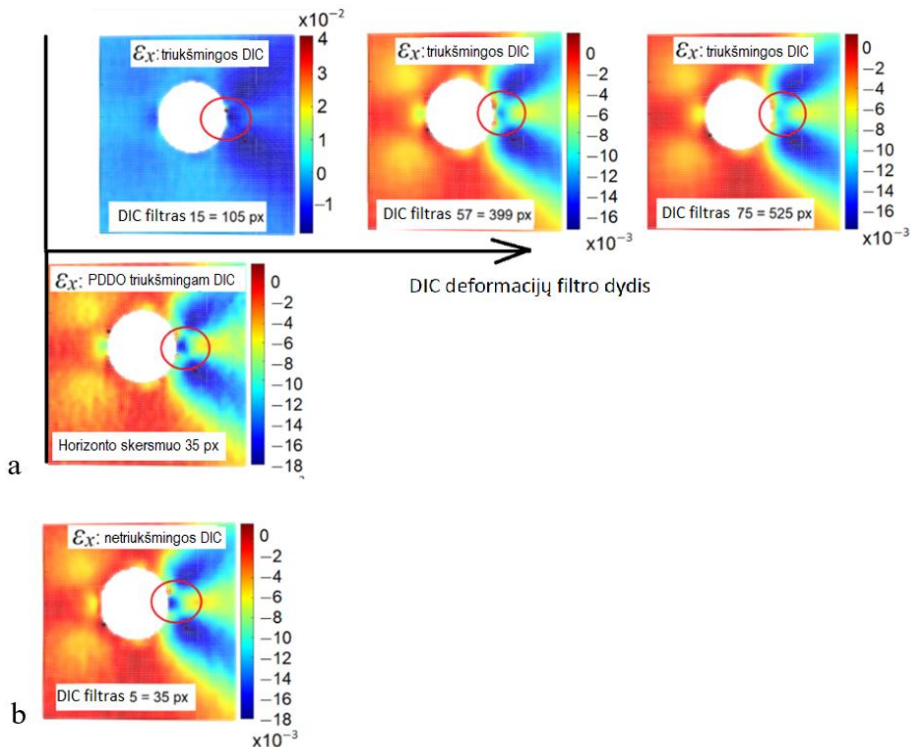 x10⁻²
εx: triukšmingos DIC
4
3
2
1
0
−1
DIC filtras 15 = 105 px
εx: triukšmingos DIC
0
−2
−4
−6
−8
−10
−12
−14
−16
DIC filtras 57 = 399 px
x10⁻³
εx: triukšmingos DIC
0
−2
−4
−6
−8
−10
−12
−14
−16
DIC filtras 75 = 525 px
x10⁻³
DIC deformacijų filtro dydis
εx: PDDO triukšmingam DIC
0
−2
−4
−6
−8
−10
−12
−14
−16
−18
Horizonto skersmuo 35 px
a
εx: netriukšmingos DIC
0
−2
−4
−6
−8
−10
−12
−14
−16
−18
DIC filtras 5 = 35 px
b
x10⁻³